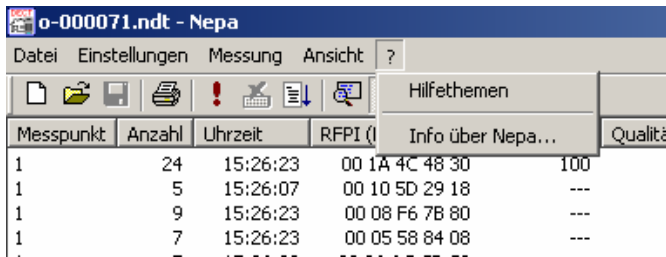 o-000071.ndt - Nepa
Datei Einstellungen Messung Ansicht ?
Hilfethemen
Info über Nepa...
Messpunkt Anzahl Uhrzeit RFPI ( Qualitä
1 24 15:26:23 00 1A 4C 48 30 100
1 5 15:26:07 00 10 5D 29 18 ---
1 9 15:26:23 00 08 F6 7B 80 ---
1 7 15:26:23 00 05 58 84 08 ---